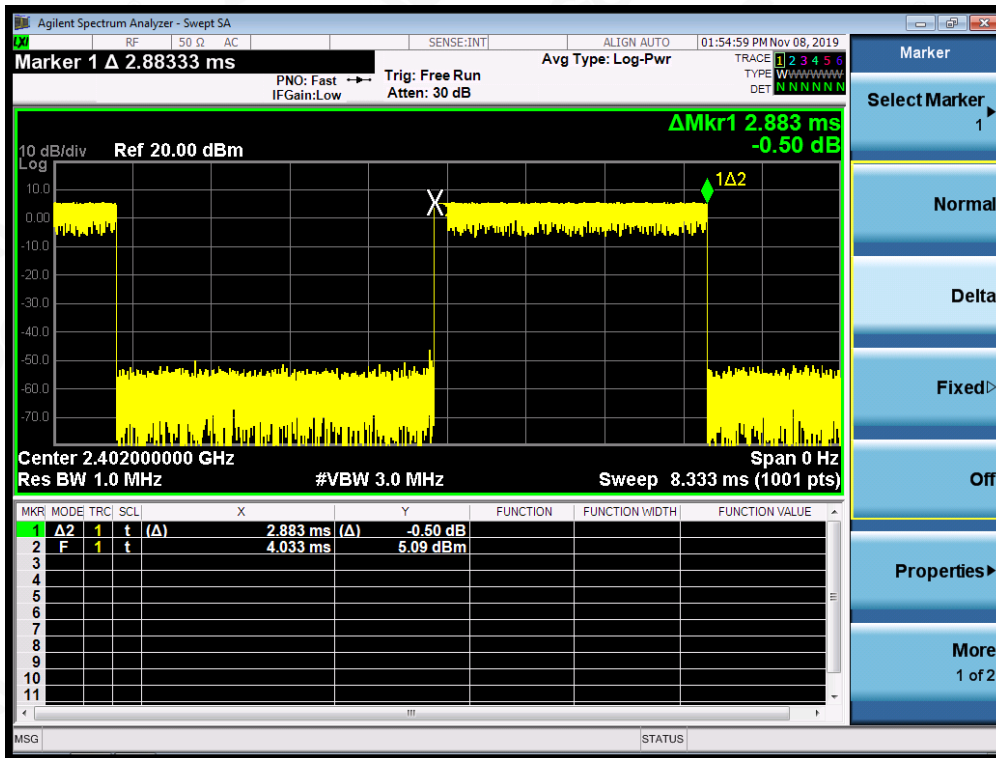 Agilent Spectrum Analyzer - Swept SA
LXI RF 50 Ω AC SENSE:INT ALIGN AUTO 01:54:59 PM Nov 08, 2019
Marker 1 Δ 2.88333 ms
Avg Type: Log-Pwr
TRACE 1 2 3 4 5 6
PNO: Fast Trig: Free Run
TYPE WWWWWW
IFGain:Low Atten: 30 dB
DET N N N N N N
ΔMkr1 2.883 ms
-0.50 dB
10 dB/div Ref 20.00 dBm
Log
10.0
0.00
-10.0
-20.0
-30.0
-40.0
-50.0
-60.0
-70.0
1Δ2
Center 2.402000000 GHz Span 0 Hz
Res BW 1.0 MHz #VBW 3.0 MHz Sweep 8.333 ms (1001 pts)
MKR MODE TRC SCL X Y FUNCTION FUNCTION WIDTH FUNCTION VALUE
1 Δ2 1 t (Δ) 2.883 ms (Δ) -0.50 dB
2 F 1 t 4.033 ms 5.09 dBm
3
4
5
6
7
8
9
10
11
MSG STATUS
Marker
Select Marker
1
Normal
Delta
Fixed
Off
Properties
More
1 of 2